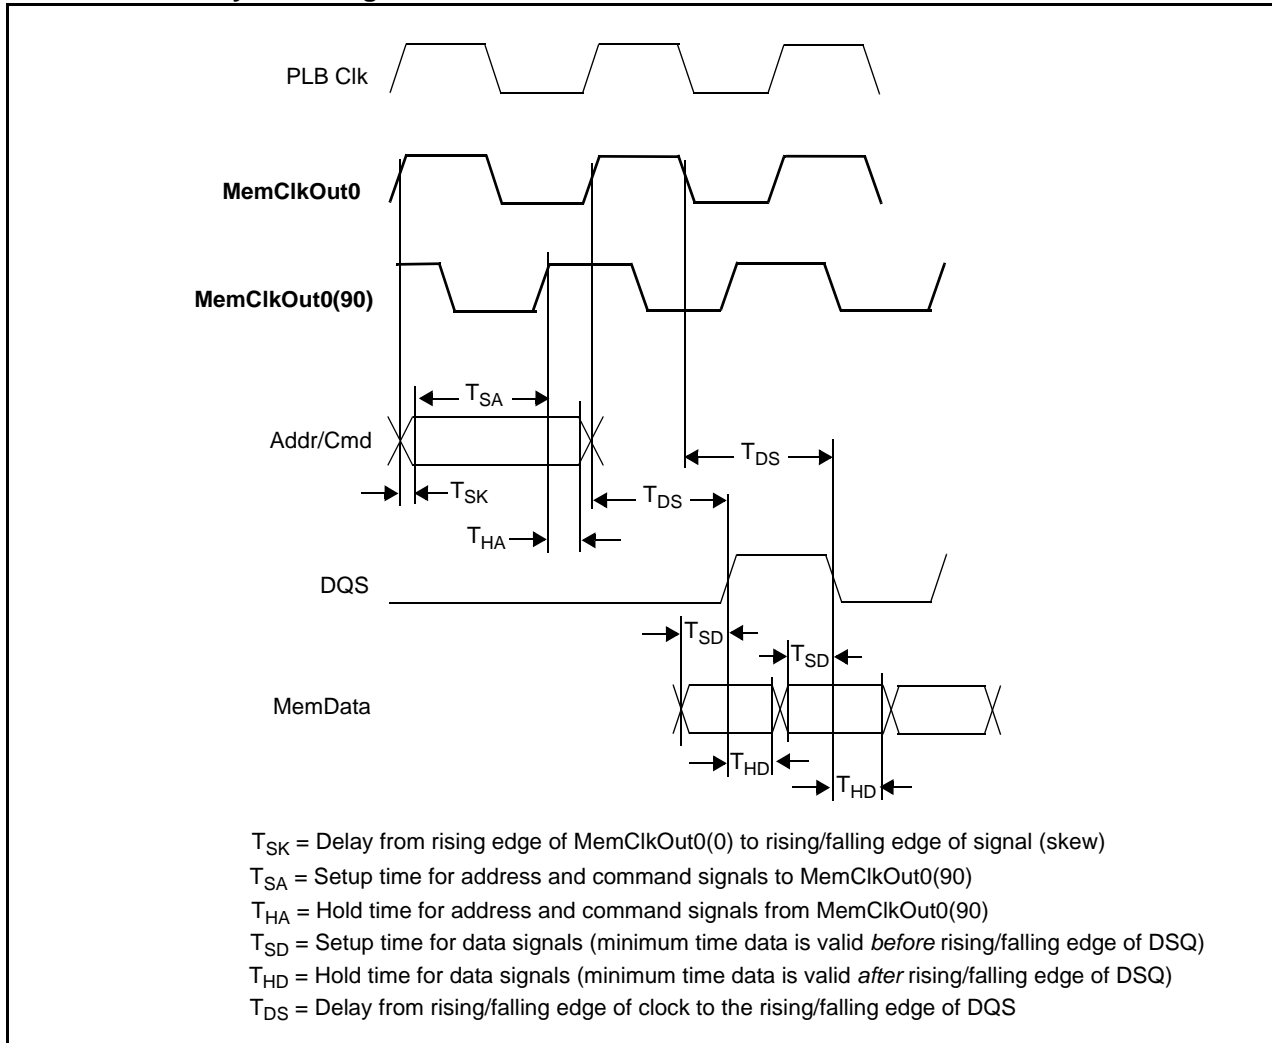 PLB Clk
MemClkOut0
MemClkOut0(90)
TSA
Addr/Cmd
TDS
TSK
TDS
THA
DQS
TSD
TSD
MemData
THD
THD
TSK = Delay from rising edge of MemClkOut0(0) to rising/falling edge of signal (skew)
TSA = Setup time for address and command signals to MemClkOut0(90)
THA = Hold time for address and command signals from MemClkOut0(90)
TSD = Setup time for data signals (minimum time data is valid before rising/falling edge of DSQ)
THD = Hold time for data signals (minimum time data is valid after rising/falling edge of DSQ)
TDS = Delay from rising/falling edge of clock to the rising/falling edge of DQS